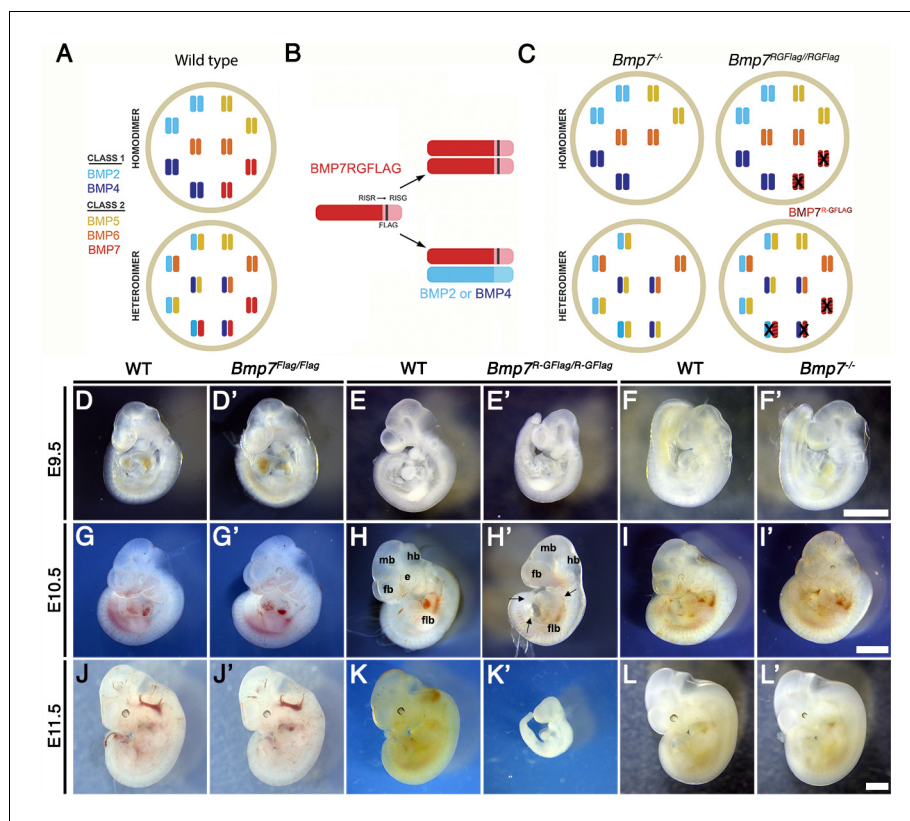 A
Wild type
HOMODIMER
CLASS 1
BMP2
BMP4
CLASS 2
BMP5
BMP6
BMP7
HETERODIMER
B
BMP7RGFLAG
RISR→ RISG
FLAG
BMP2 or BMP4
C
Bmp7-/-
Bmp7RGFlag//RGFlag
HOMODIMER
BMP7R-GFLAG
HETERODIMER
WT
Bmp7Flag/Flag
WT
Bmp7R-GFlag/R-GFlag
WT
Bmp7-/-
E9.5
D
D'
E
E'
F
F'
E10.5
G
G'
H
mb
hb
e
fb
flb
H'
mb
hb
fb
flb
I
I'
E11.5
J
J'
K
K'
L
L'